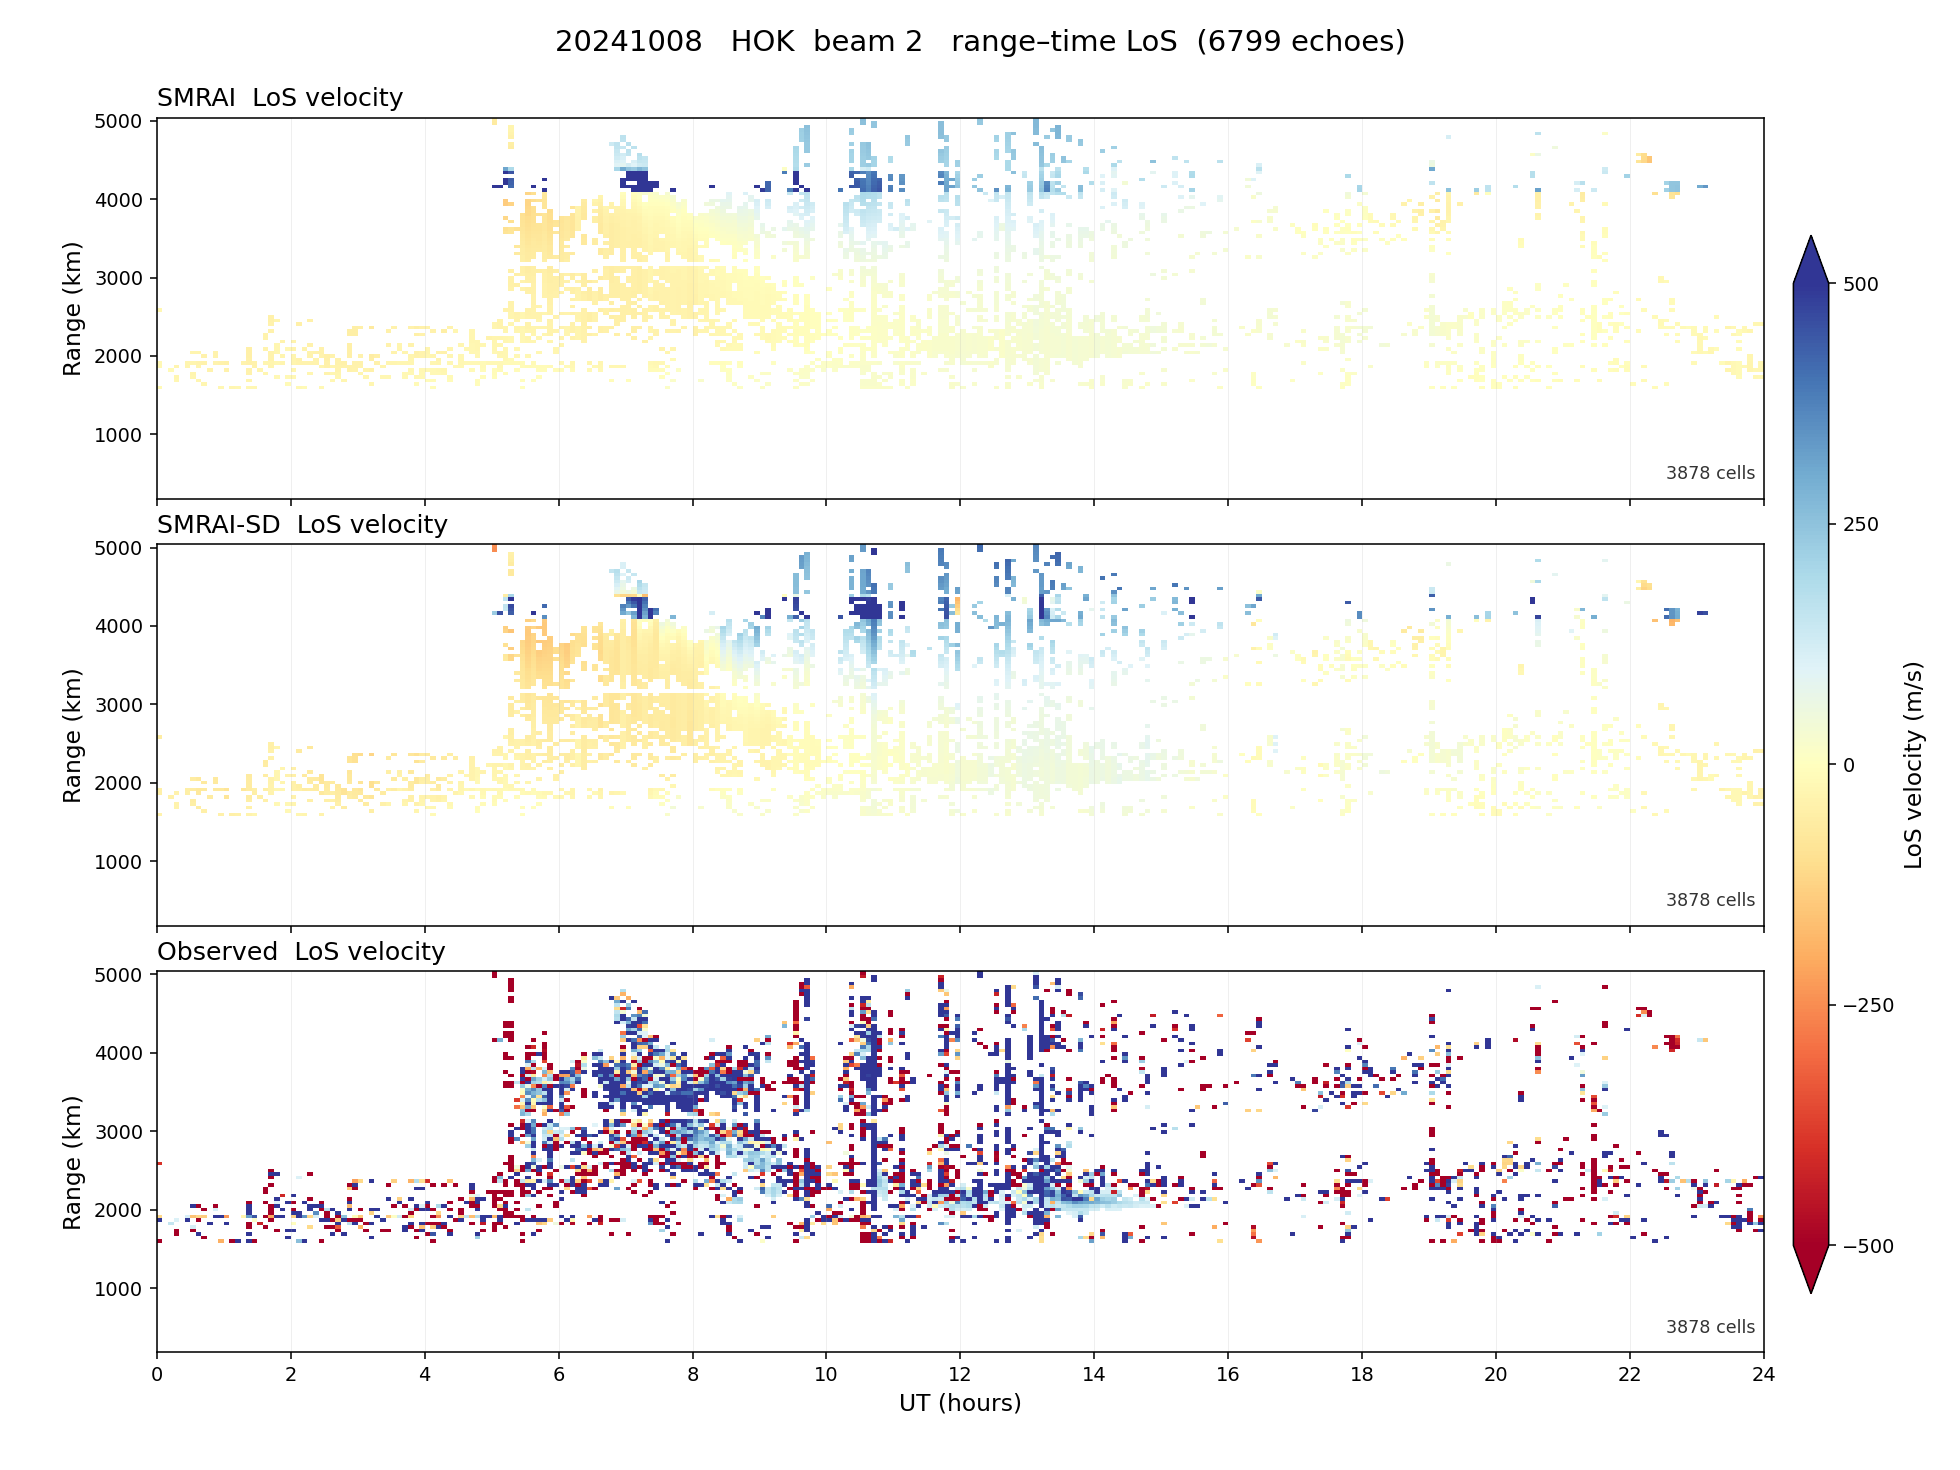 20241008   HOK  beam 2   range–time LoS  (6799 echoes)
SMRAI  LoS velocity
5000
4000
3000
2000
1000
Range (km)
3878 cells
SMRAI-SD  LoS velocity
5000
4000
3000
2000
1000
Range (km)
3878 cells
Observed  LoS velocity
5000
4000
3000
2000
1000
Range (km)
3878 cells
0 2 4 6 8 10 12 14 16 18 20 22 24
UT (hours)
500
250
0
−250
−500
LoS velocity (m/s)